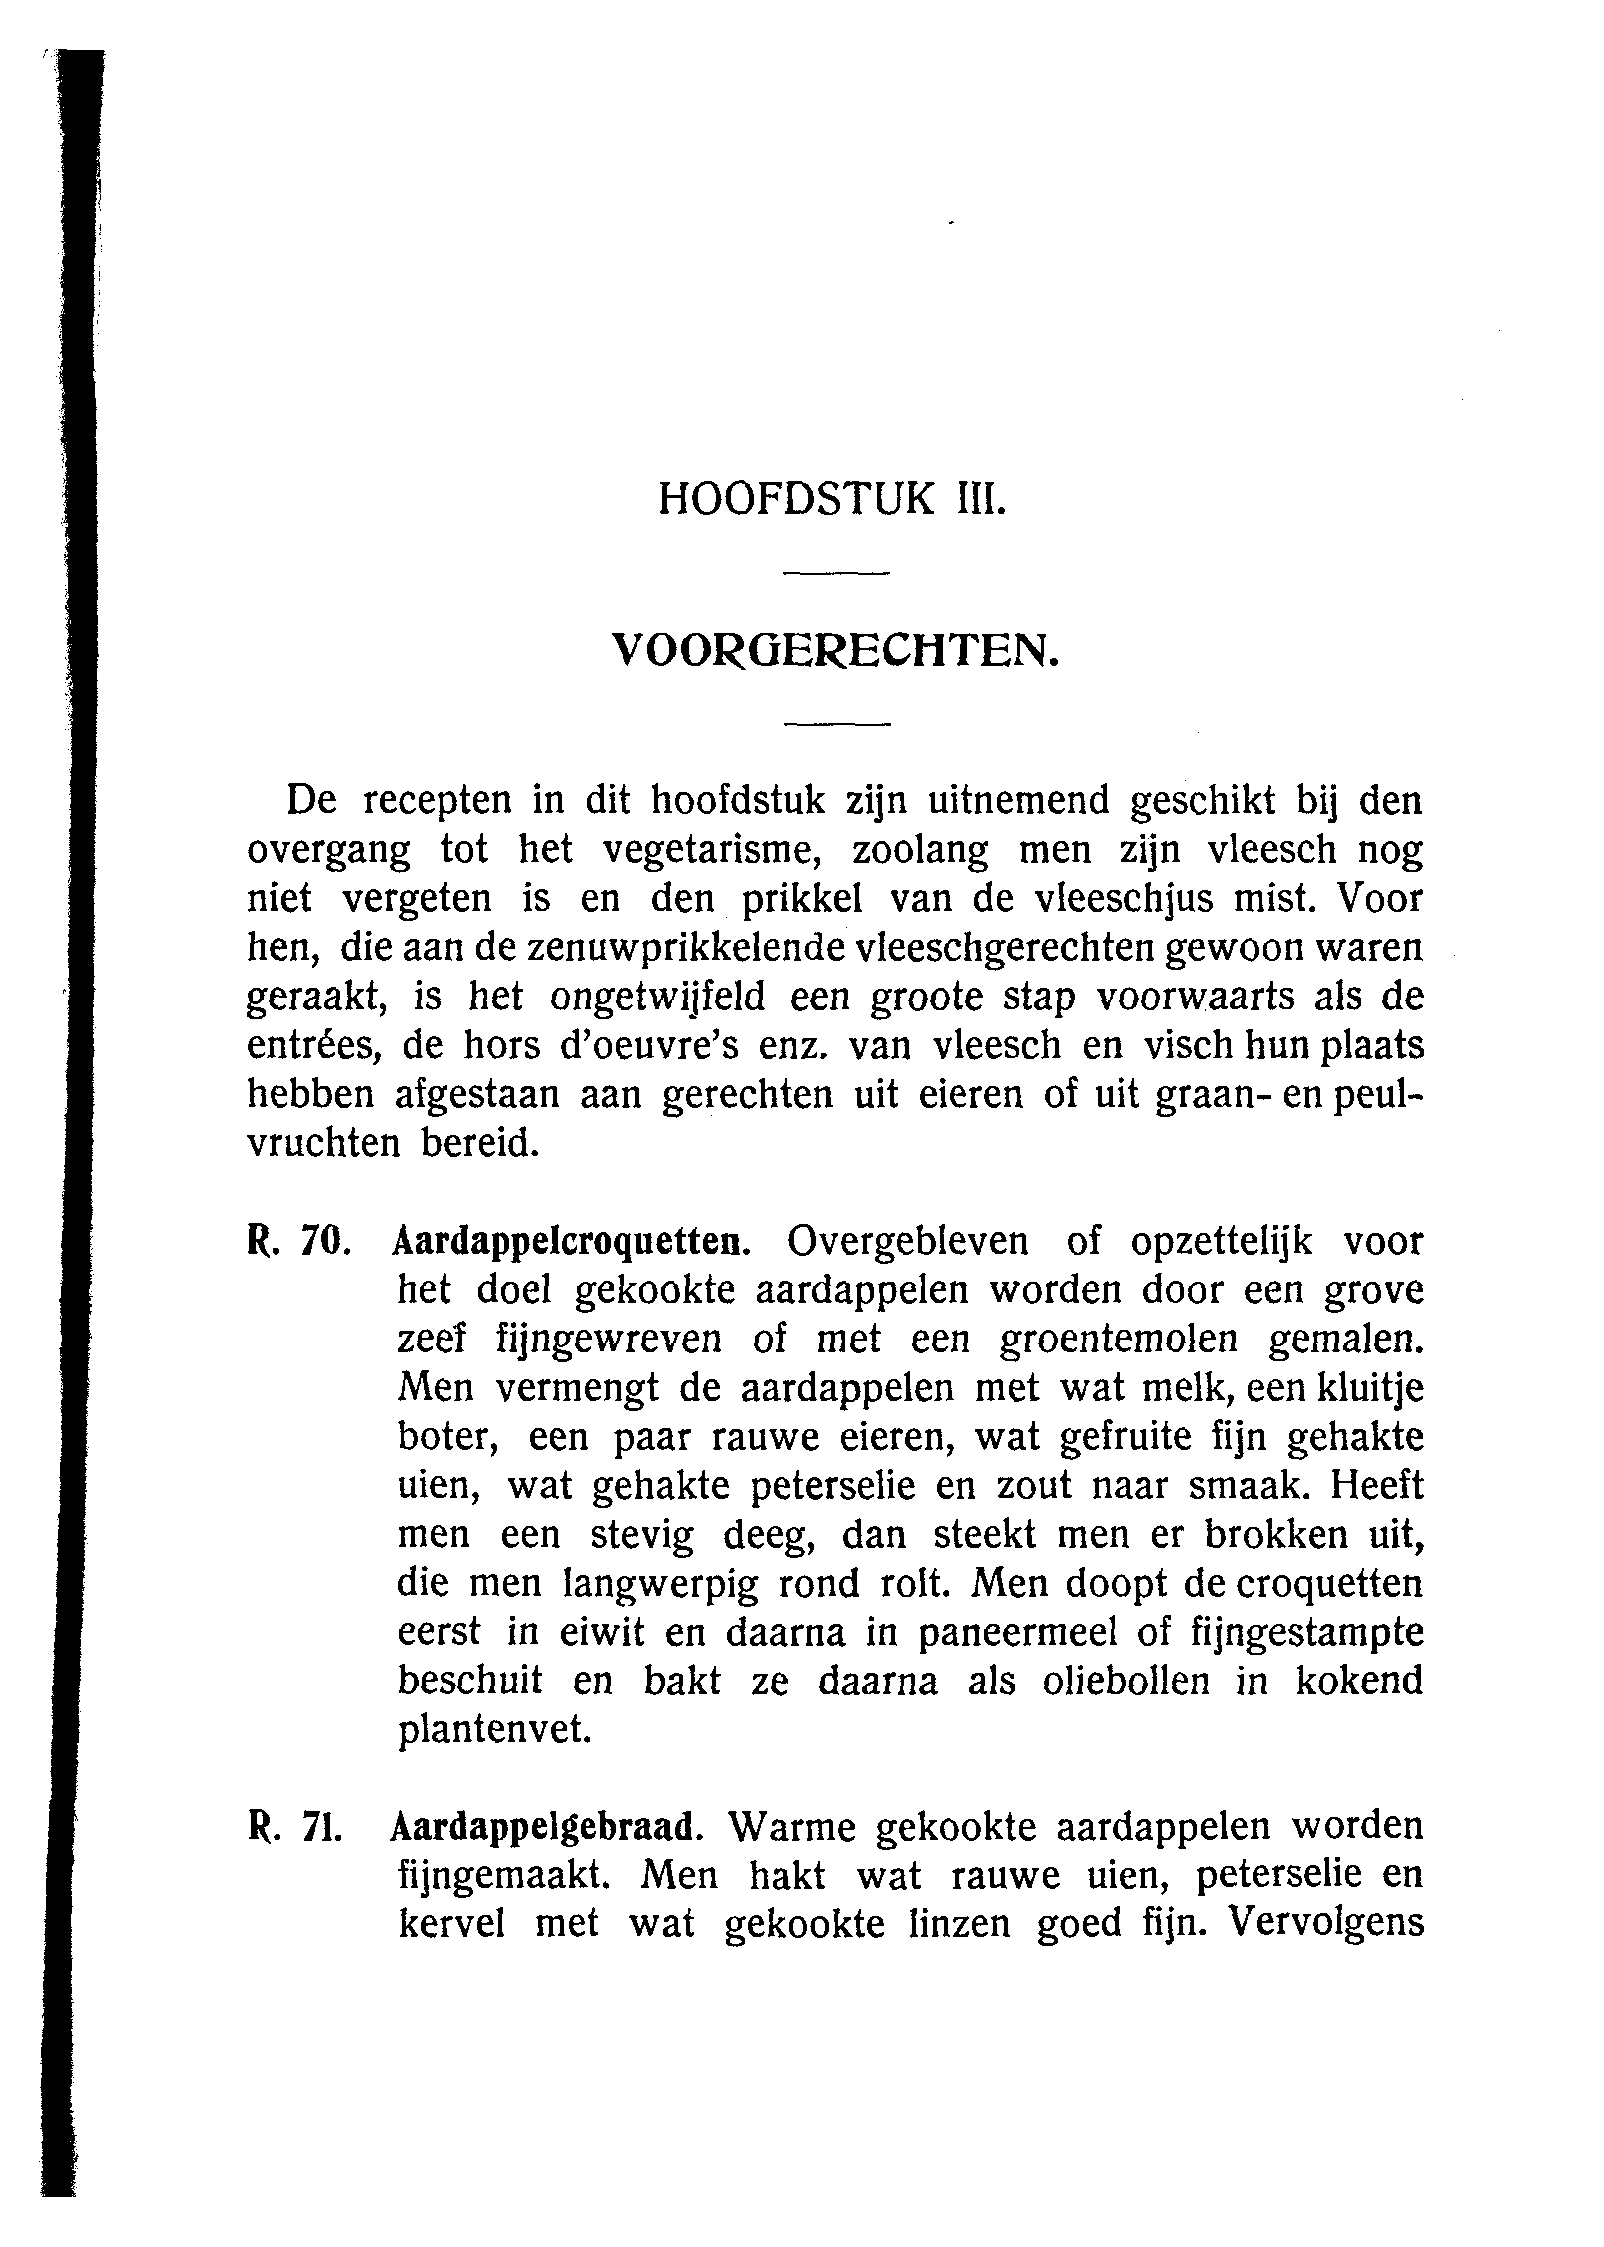 HOOFDSTUK III.
VOORGERECHTEN.
De recepten in dit hoofdstuk zijn uitnemend geschikt bij den
overgang tot het vegetarisme, zoolang men zijn vleesch nog
niet vergeten is en den prikkel van de vleeschjus mist. Voor
hen, die aan de zenuwprikkelende vleeschgerechten gewoon waren
geraakt, is het ongetwijfeld een groote stap voorwaarts als de
entrées, de hors d'oeuvre's enz. van vleesch en visch hun plaats
hebben afgestaan aan gerechten uit eieren of uit graan- en peul-
vruchten bereid.
R. 70. Aardappelcroquetten. Overgebleven of opzettelijk voor
het doel gekookte aardappelen worden door een grove
zeef fijngewreven of met een groentemolen gemalen.
Men vermengt de aardappelen met wat melk, een kluitje
boter, een paar rauwe eieren, wat gefruite fijn gehakte
uien, wat gehakte peterselie en zout naar smaak. Heeft
men een stevig deeg, dan steekt men er brokken uit,
die men langwerpig rond rolt. Men doopt de croquetten
eerst in eiwit en daarna in paneermeel of fijngestampte
beschuit en bakt ze daarna als oliebollen in kokend
plantenvet.
R. 71. Aardappelgebraad. Warme gekookte aardappelen worden
fijngemaakt. Men hakt wat rauwe uien, peterselie en
kervel met wat gekookte linzen goed fijn. Vervolgens